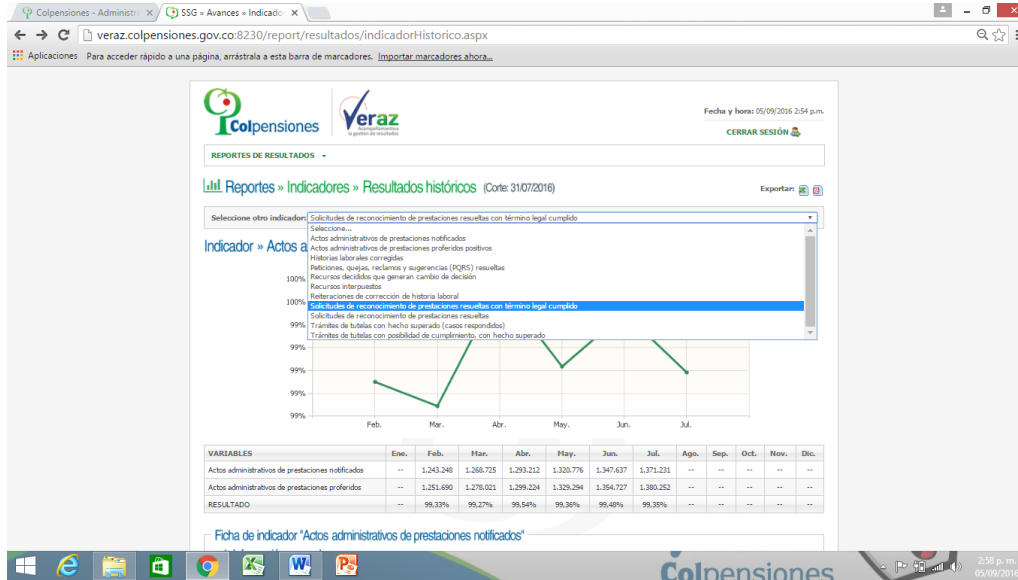 Colpensiones - Administr
SSG » Avances » Indicado
veraz.colpensiones.gov.co:8230/report/resultados/indicadorHistorico.aspx
Aplicaciones Para acceder rápido a una página, arrástrala a esta barra de marcadores. Importar marcadores ahora...
Colpensiones
Veraz
Fecha y hora: 05/09/2016 2:54 p.m.
CERRAR SESIÓN
REPORTES DE RESULTADOS
Reportes » Indicadores » Resultados históricos (Corte: 31/07/2016)
Exportar:
Seleccione otro indicador: Solicitudes de reconocimiento de prestaciones resueltas con término legal cumplido
Seleccione...
Actos administrativos de prestaciones notificados
Actos administrativos de prestaciones proferidos positivos
Historias laborales corregidas
Peticiones, quejas, reclamos y sugerencias (PQRS) resueltas
Recursos decididos que generan cambio de decisión
Recursos interpuestos
Reiteraciones de corrección de historia laboral
Solicitudes de reconocimiento de prestaciones resueltas con término legal cumplido
Solicitudes de reconocimiento de prestaciones resueltas
Trámites de tutelas con hecho superado (casos respondidos)
Trámites de tutelas con posibilidad de cumplimiento, con hecho superado
Indicador » Actos a
100%
100%
99%
99%
99%
99%
99%
Feb. Mar. Abr. May. Jun. Jul.
VARIABLES Ene. Feb. Mar. Abr. May. Jun. Jul. Ago. Sep. Oct. Nov. Dic.
Actos administrativos de prestaciones notificados -- 1.243.248 1.268.725 1.293.212 1.320.776 1.347.637 1.371.231 -- -- -- -- --
Actos administrativos de prestaciones proferidos -- 1.251.690 1.278.021 1.299.224 1.329.294 1.354.727 1.380.252 -- -- -- -- --
RESULTADO -- 99,33% 99,27% 99,54% 99,36% 99,48% 99,35% -- -- -- -- --
Ficha de indicador "Actos administrativos de prestaciones notificados"
Colpensiones
2:58 p. m.
05/09/2016